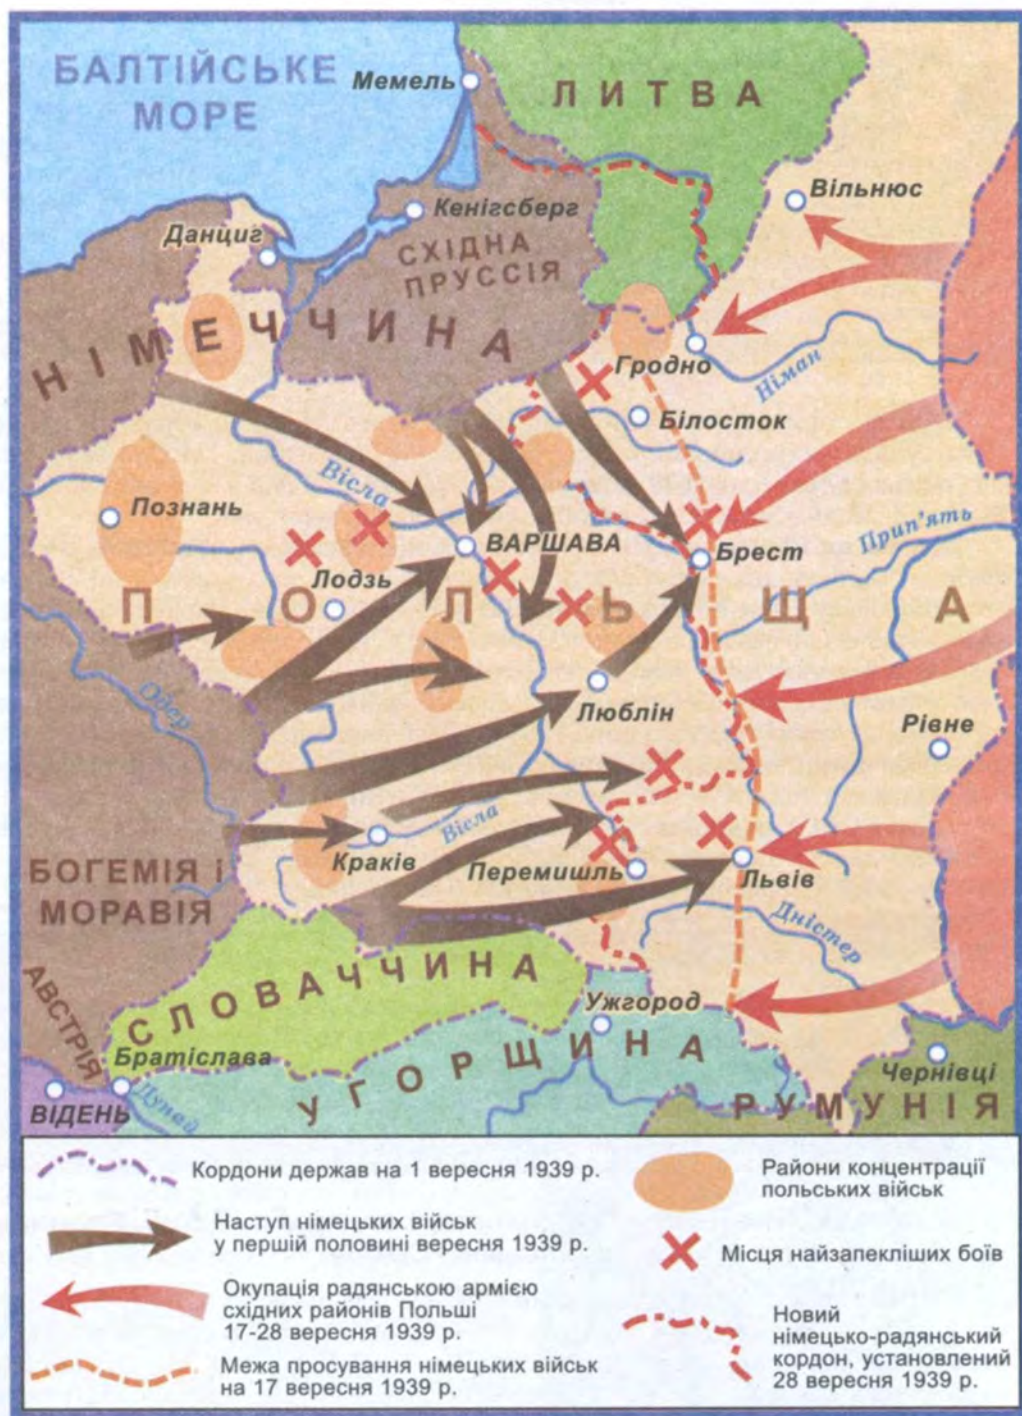 БАЛТІЙСЬКЕ
МОРЕ
Мемель
ЛИТВА
Вільнюс
Кенігсберг
Данциг
СХІДНА
ПРУССІЯ
НІМЕЧЧИНА
Гродно
Німан
Білосток
Вісла
Познань
ВАРШАВА
Брест
Прип'ять
Лодзь
ПОЛЬЩА
Одер
Люблін
Рівне
Вісла
Краків
Перемишль
Львів
БОГЕМІЯ І
МОРАВІЯ
Дністер
АВСТРІЯ
СЛОВАЧЧИНА
Ужгород
Братіслава
УГОРЩИНА
Чернівці
ВІДЕНЬ
Дунай
РУМУНІЯ
Кордони держав на 1 вересня 1939 р.
Наступ німецьких військ
у першій половині вересня 1939 р.
Окупація радянською армією
східних районів Польші
17-28 вересня 1939 р.
Межа просування німецьких військ
на 17 вересня 1939 р.
Райони концентрації
польських військ
Місця найзапекліших боїв
Новий
німецько-радянський
кордон, установлений
28 вересня 1939 р.